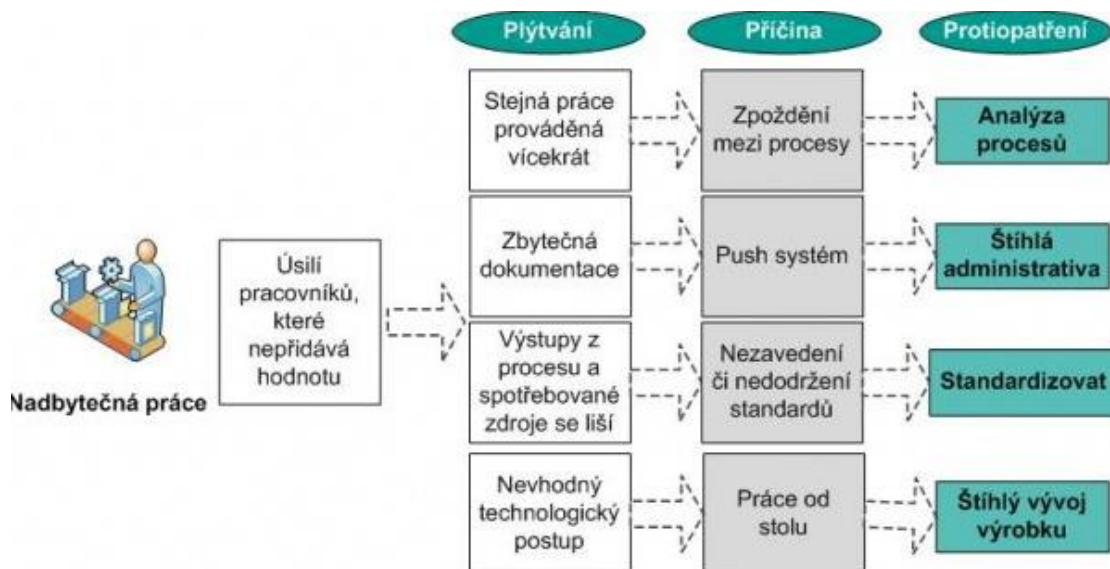 Plýtvání
Příčina
Protiopatření
Stejná práce
prováděná
vícekrát
Zpoždění
mezi procesy
Analýza
procesů
Zbytečná
dokumentace
Push systém
Štíhlá
administrativa
Úsilí
pracovníků,
které
nepřidává
hodnotu
Nadbytečná práce
Výstupy z
procesu a
spotřebované
zdroje se liší
Nezavedení
či nedodržení
standardů
Standardizovat
Nevhodný
technologický
postup
Práce od
stolu
Štíhlý vývoj
výrobku